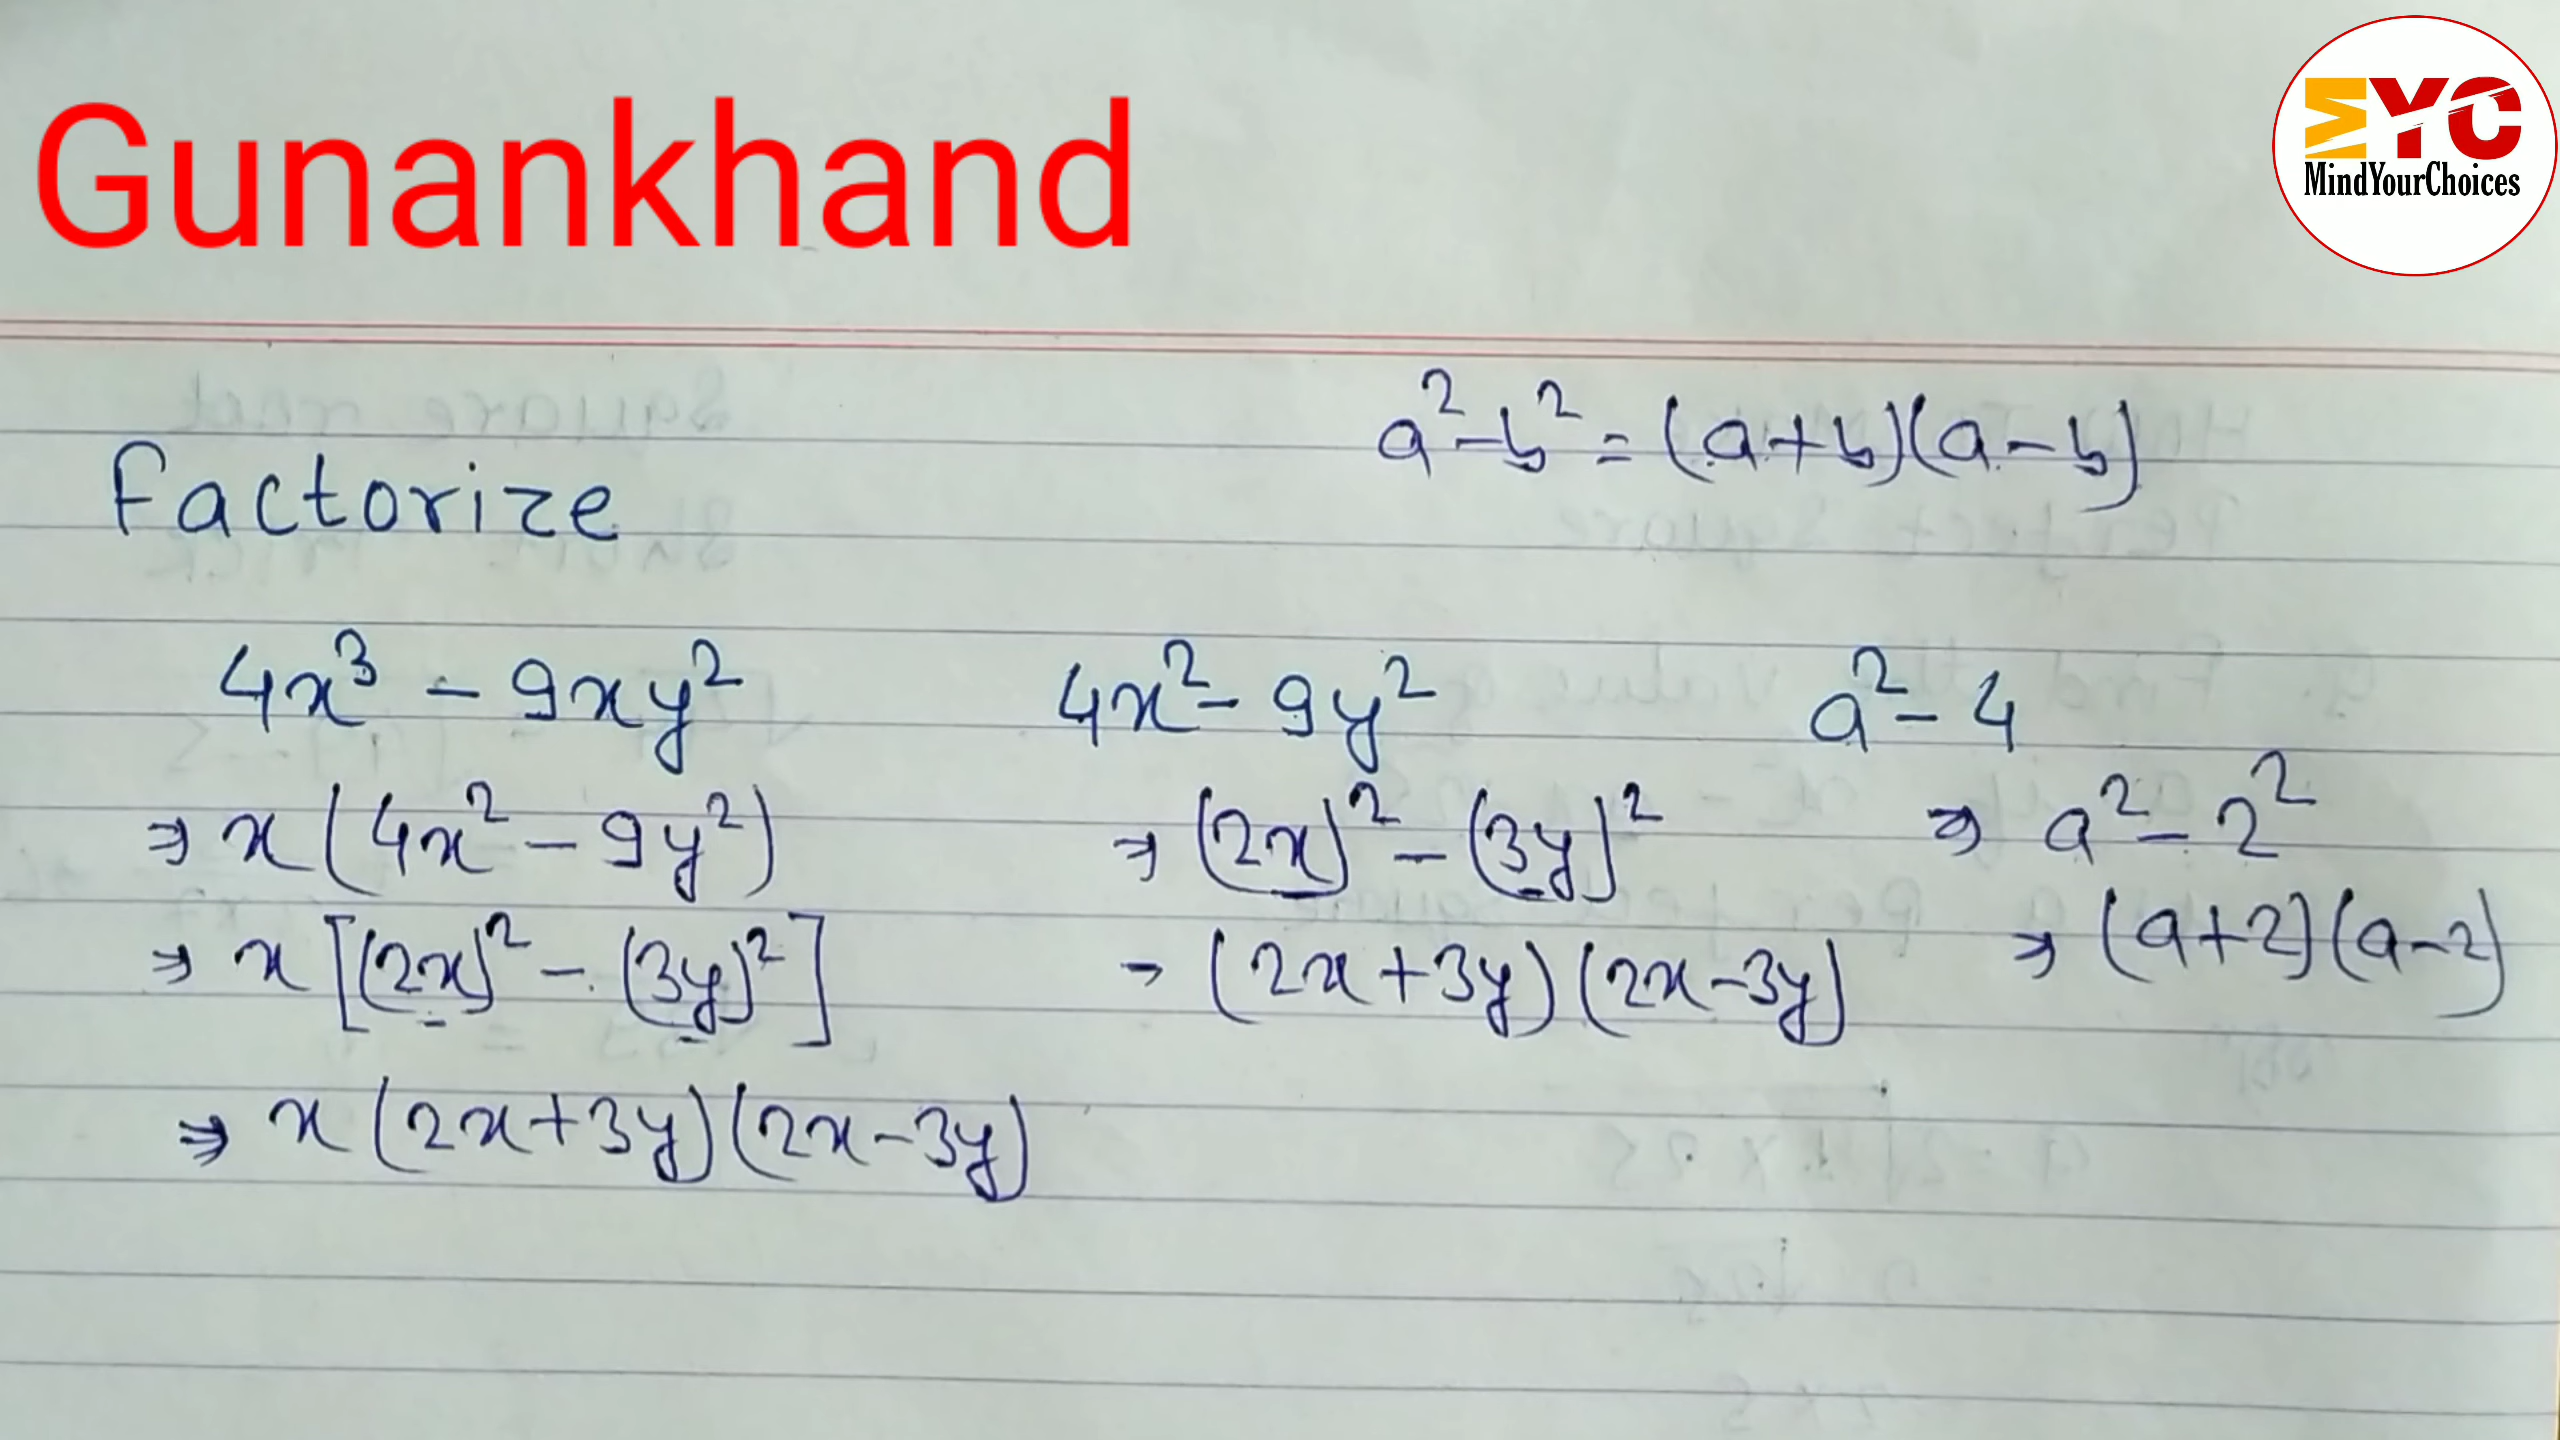 Gunankhand
MYC
MindYourChoices
a²-b² = (a+b)(a-b)
Factorize
4x³ - 9xy²
⇒ x(4x² - 9y²)
⇒ x[(2x)² - (3y)²]
⇒ x(2x+3y)(2x-3y)
4x² - 9y²
⇒ (2x)² - (3y)²
- (2x+3y)(2x-3y)
a² - 4
⇒ a² - 2²
⇒ (a+2)(a-2)